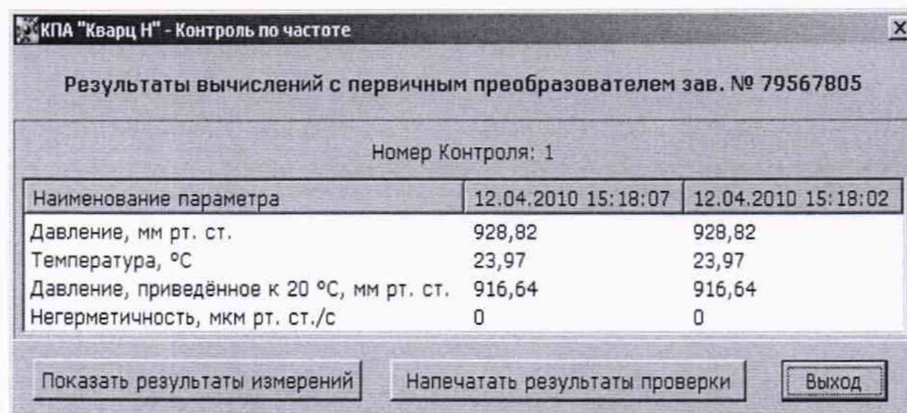 КПА "Кварц Н" - Контроль по частоте
Результаты вычислений с первичным преобразователем зав. № 79567805
Номер Контроля: 1
Наименование параметра 12.04.2010 15:18:07 12.04.2010 15:18:02
Давление, мм рт. ст. 928,82 928,82
Температура, ºС 23,97 23,97
Давление, приведённое к 20 ºС, мм рт. ст. 916,64 916,64
Негерметичность, мкм рт. ст./с 0 0
Показать результаты измерений Напечатать результаты проверки Выход